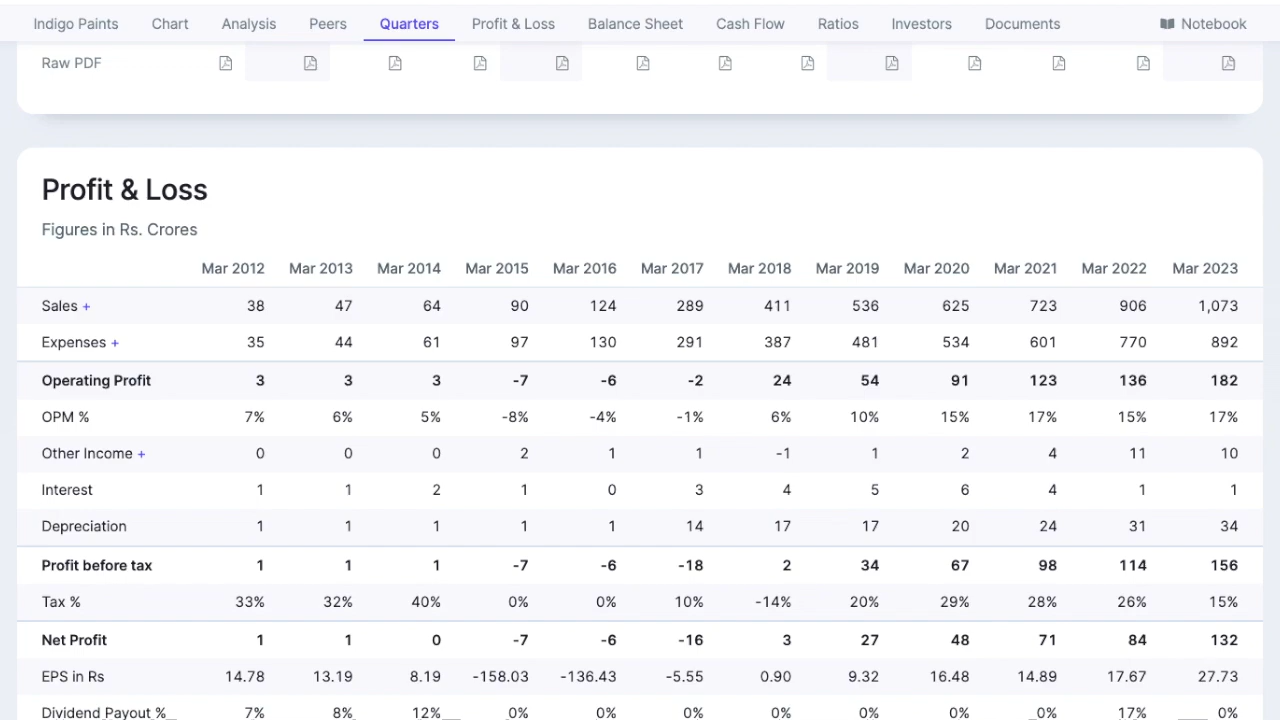 Indigo Paints Chart Analysis Peers Quarters Profit & Loss Balance Sheet Cash Flow Ratios Investors Documents Notebook
Raw PDF
Profit & Loss
Figures in Rs. Crores
Mar 2012 Mar 2013 Mar 2014 Mar 2015 Mar 2016 Mar 2017 Mar 2018 Mar 2019 Mar 2020 Mar 2021 Mar 2022 Mar 2023
Sales + 38 47 64 90 124 289 411 536 625 723 906 1,073
Expenses + 35 44 61 97 130 291 387 481 534 601 770 892
Operating Profit 3 3 3 -7 -6 -2 24 54 91 123 136 182
OPM % 7% 6% 5% -8% -4% -1% 6% 10% 15% 17% 15% 17%
Other Income + 0 0 0 2 1 1 -1 1 2 4 11 10
Interest 1 1 2 1 0 3 4 5 6 4 1 1
Depreciation 1 1 1 1 1 14 17 17 20 24 31 34
Profit before tax 1 1 1 -7 -6 -18 2 34 67 98 114 156
Tax % 33% 32% 40% 0% 0% 10% -14% 20% 29% 28% 26% 15%
Net Profit 1 1 0 -7 -6 -16 3 27 48 71 84 132
EPS in Rs 14.78 13.19 8.19 -158.03 -136.43 -5.55 0.90 9.32 16.48 14.89 17.67 27.73
Dividend Payout % 7% 8% 12% 0% 0% 0% 0% 0% 0% 0% 17% 0%